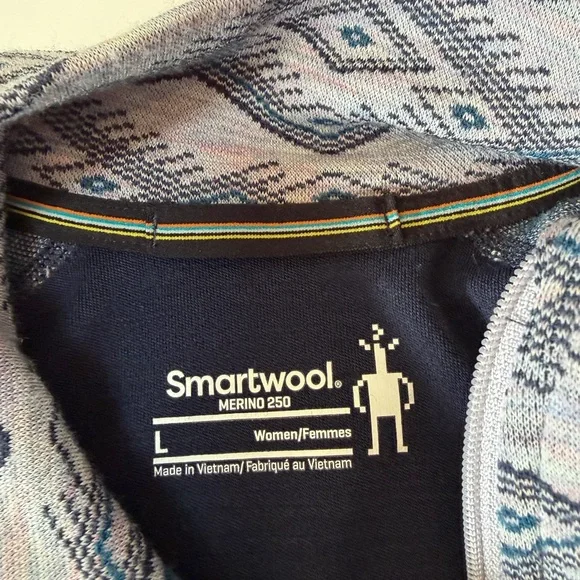 Smartwool®
MERINO 250
L Women/Femmes
Made in Vietnam/Fabriqué au Vietnam